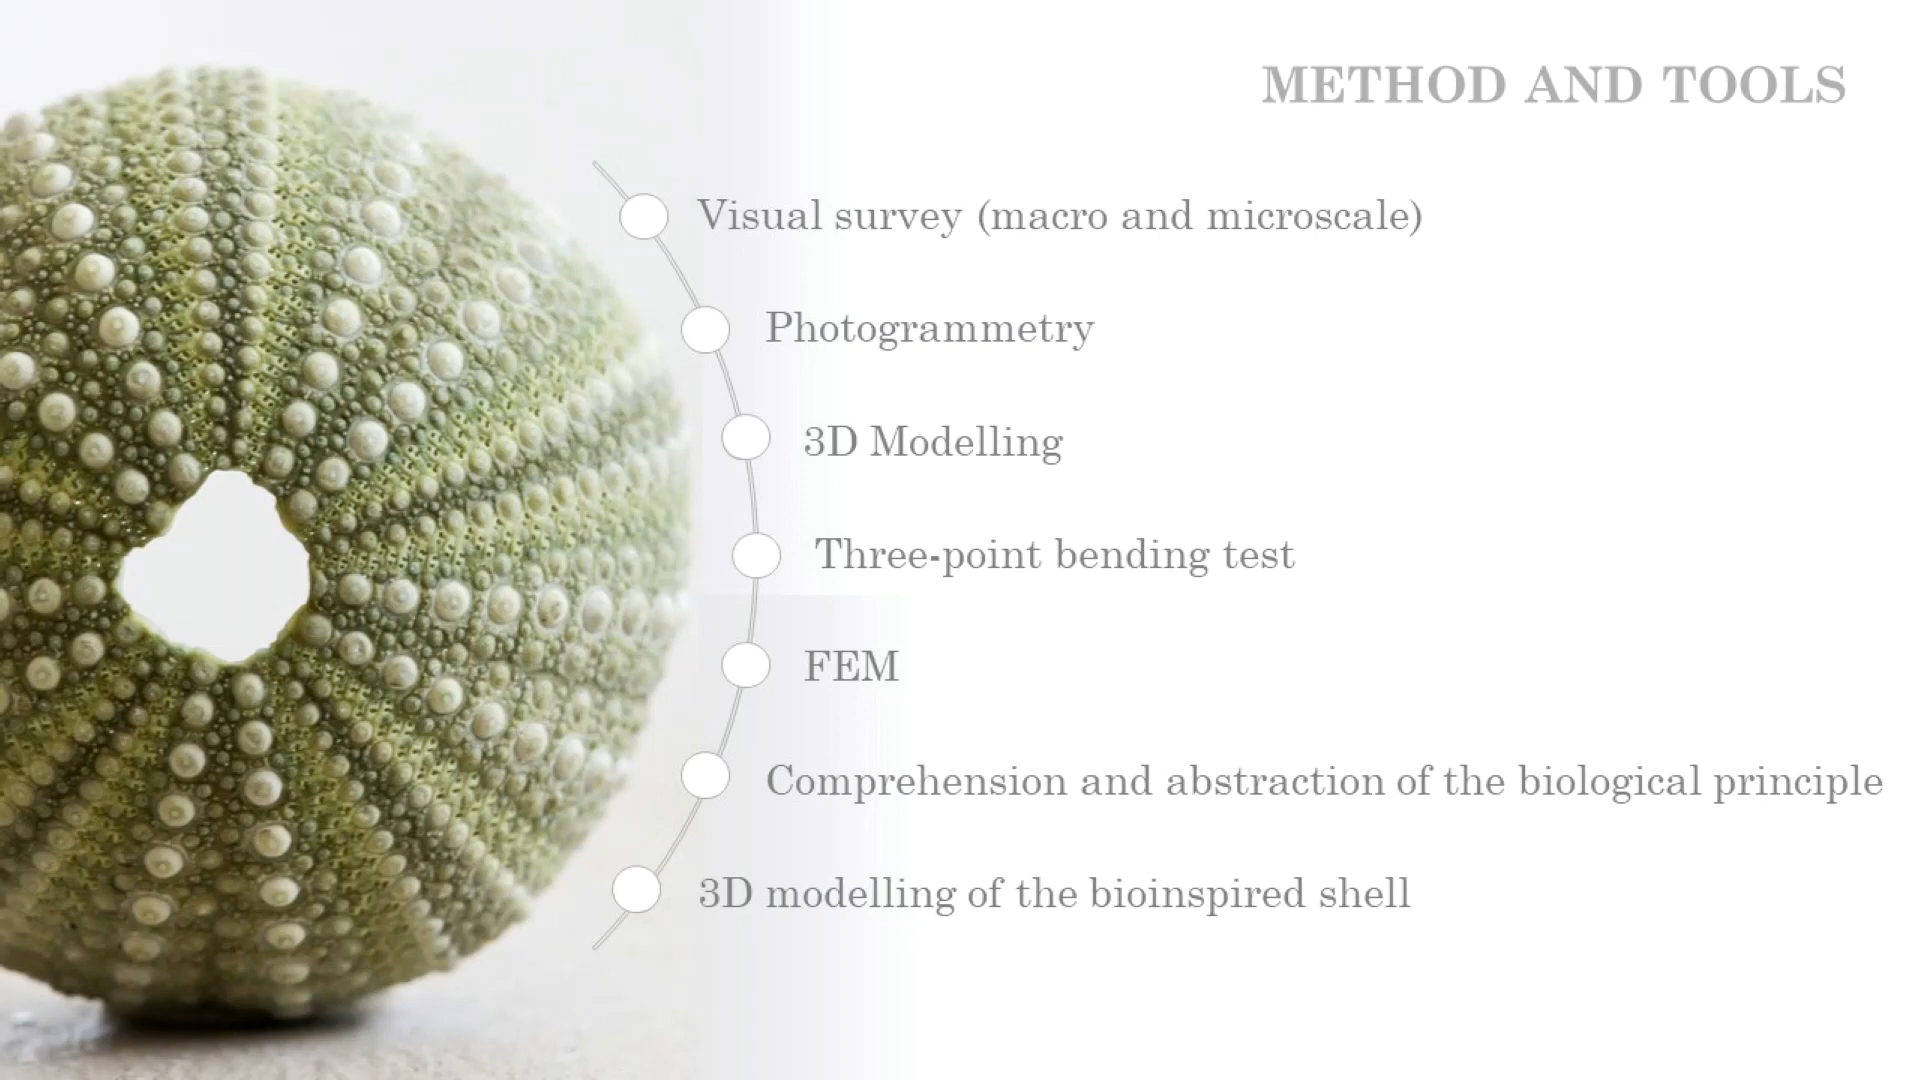 METHOD AND TOOLS
Visual survey (macro and microscale)
Photogrammetry
3D Modelling
Three-point bending test
FEM
Comprehension and abstraction of the biological principle
3D modelling of the bioinspired shell